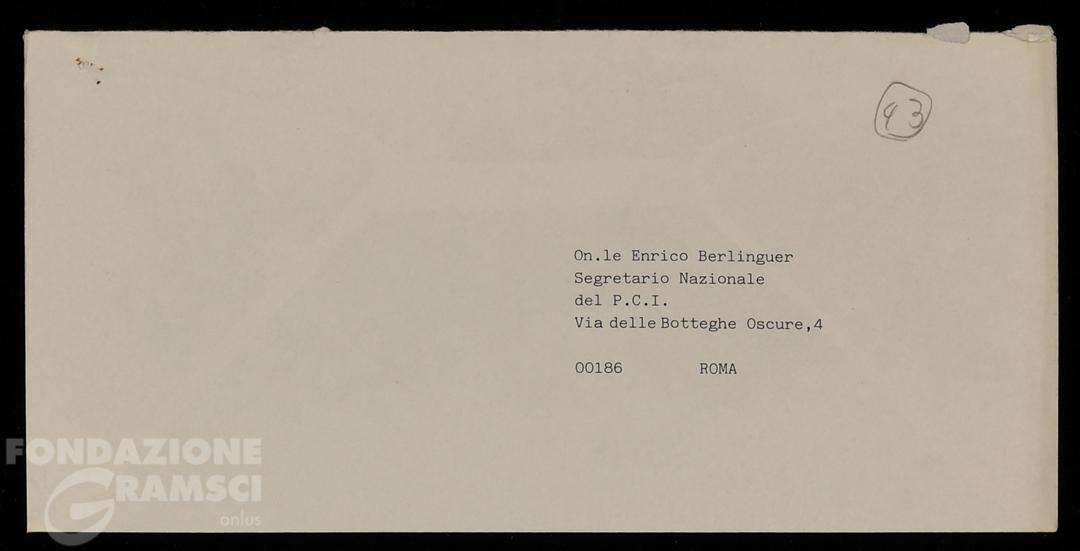 43
On.le Enrico Berlinguer
Segretario Nazionale
del P.C.I.
Via delle Botteghe Oscure,4
00186 ROMA
FONDAZIONE
GRAMSCI
onlus